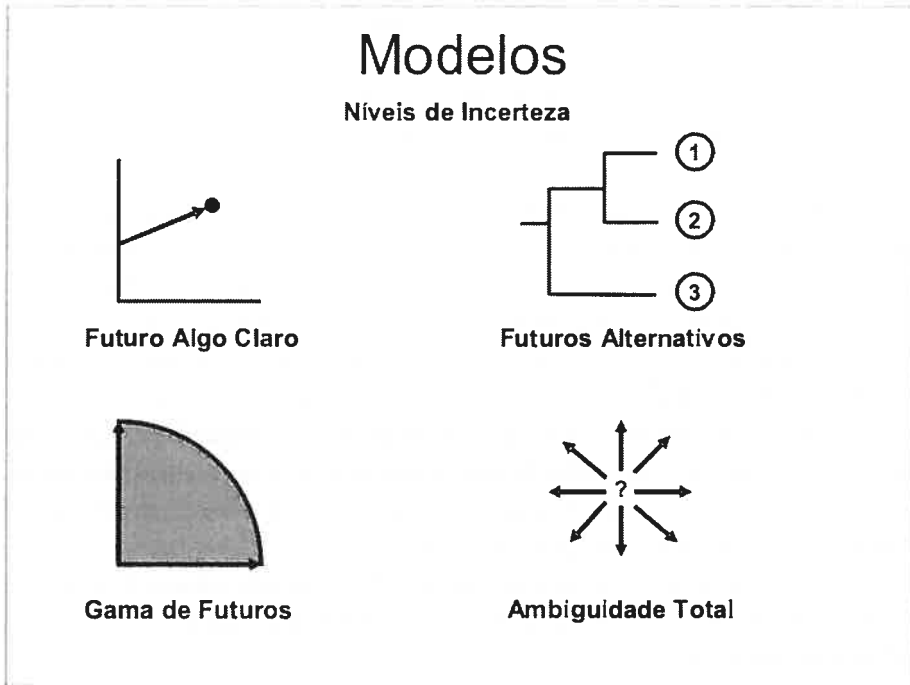 Modelos
Níveis de Incerteza
1
2
3
Futuro Algo Claro
Futuros Alternativos
?
Gama de Futuros
Ambiguidade Total